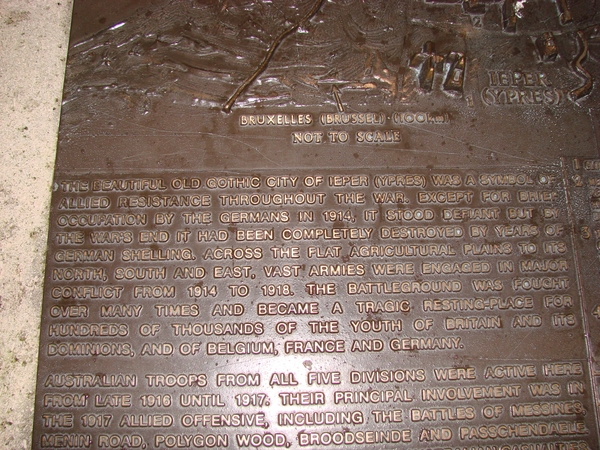 IEPER
(YPRES)
BRUXELLES (BRUSSEL)
NOT TO SCALE
THE BEAUTIFUL OLD GOTHIC CITY OF IEPER (YPRES) WAS A SYMBOL OF
ALLIED RESISTANCE THROUGHOUT THE WAR. EXCEPT FOR BRIEF
OCCUPATION BY THE GERMANS IN 1914, IT STOOD DEFIANT BUT BY
THE WAR'S END IT HAD BEEN COMPLETELY DESTROYED BY YEARS OF
GERMAN SHELLING. ACROSS THE FLAT AGRICULTURAL PLAINS TO ITS
NORTH, SOUTH AND EAST, VAST ARMIES WERE ENGAGED IN MAJOR
CONFLICT FROM 1914 TO 1918. THE BATTLEGROUND WAS FOUGHT
OVER MANY TIMES AND BECAME A TRAGIC RESTING-PLACE FOR
HUNDREDS OF THOUSANDS OF THE YOUTH OF BRITAIN AND ITS
DOMINIONS, AND OF BELGIUM, FRANCE AND GERMANY.
AUSTRALIAN TROOPS FROM ALL FIVE DIVISIONS WERE ACTIVE HERE
FROM LATE 1916 UNTIL 1917. THEIR PRINCIPAL INVOLVEMENT WAS IN
THE 1917 ALLIED OFFENSIVE, INCLUDING THE BATTLES OF MESSINES,
MENIN ROAD, POLYGON WOOD, BROODSEINDE AND PASSCHENDAELE